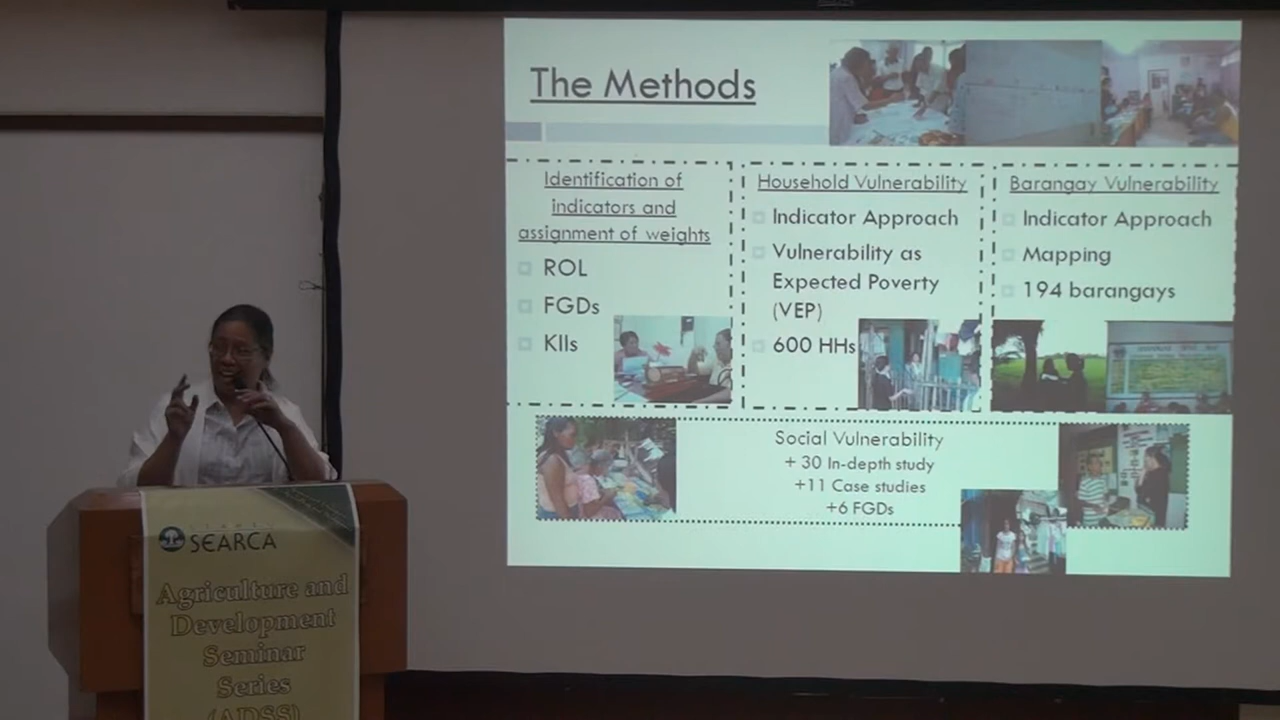 The Methods
Identification of
indicators and
assignment of weights
ROL
FGDs
KIIs
Household Vulnerability
Indicator Approach
Vulnerability as
Expected Poverty
(VEP)
600 HHs
Barangay Vulnerability
Indicator Approach
Mapping
194 barangays
Social Vulnerability
+ 30 In-depth study
+11 Case studies
+6 FGDs
SEARCA
Agriculture and
Development
Seminar
Series
(ADSS)